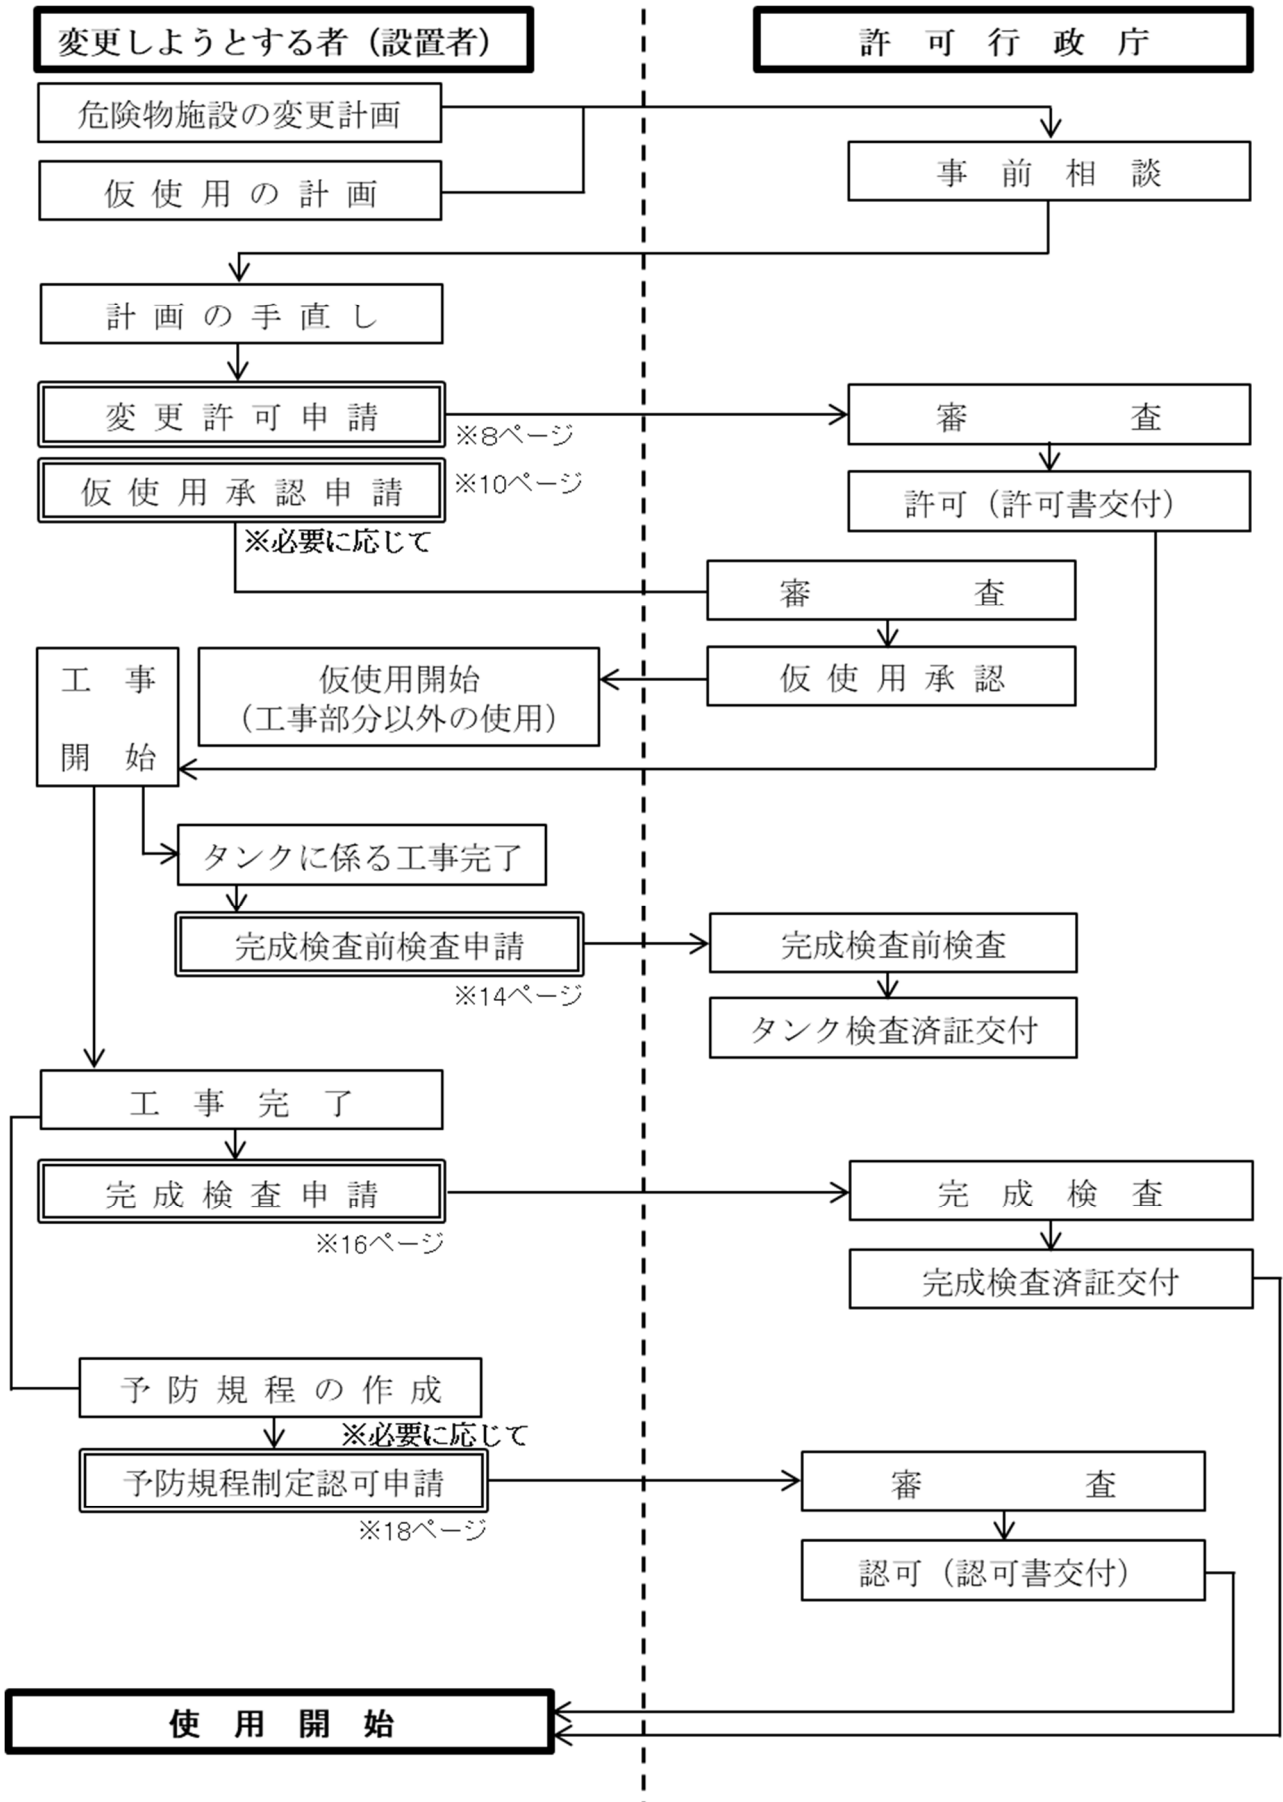 変更しようとする者（設置者）
許可行政庁
危険物施設の変更計画
仮使用の計画
事前相談
計画の手直し
変更許可申請
※8ページ
審査
仮使用承認申請
※10ページ
許可（許可書交付）
※必要に応じて
審査
工事
開始
仮使用開始
（工事部分以外の使用）
仮使用承認
タンクに係る工事完了
完成検査前検査申請
※14ページ
完成検査前検査
タンク検査済証交付
工事完了
完成検査申請
※16ページ
完成検査
完成検査済証交付
予防規程の作成
※必要に応じて
予防規程制定認可申請
※18ページ
審査
認可（認可書交付）
使用開始